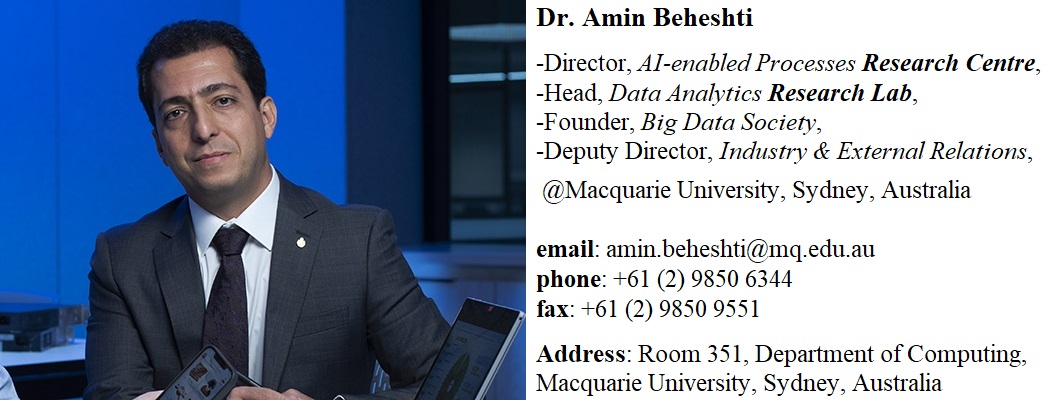 Dr. Amin Beheshti
-Director, AI-enabled Processes Research Centre,
-Head, Data Analytics Research Lab,
-Founder, Big Data Society,
-Deputy Director, Industry & External Relations,
@Macquarie University, Sydney, Australia
email: amin.beheshti@mq.edu.au
phone: +61 (2) 9850 6344
fax: +61 (2) 9850 9551
Address: Room 351, Department of Computing,
Macquarie University, Sydney, Australia